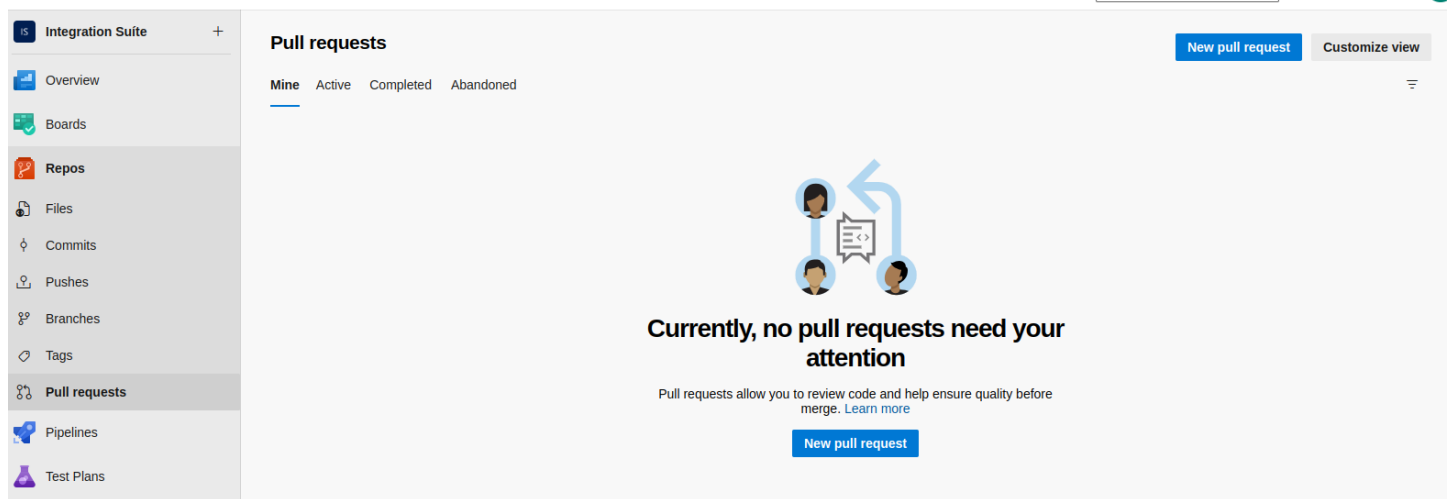 IS Integration Suíte +
Overview
Boards
Repos
Files
Commits
Pushes
Branches
Tags
Pull requests
Pipelines
Test Plans
Pull requests
New pull request
Customize view
Mine Active Completed Abandoned
Currently, no pull requests need your
attention
Pull requests allow you to review code and help ensure quality before
merge. Learn more
New pull request